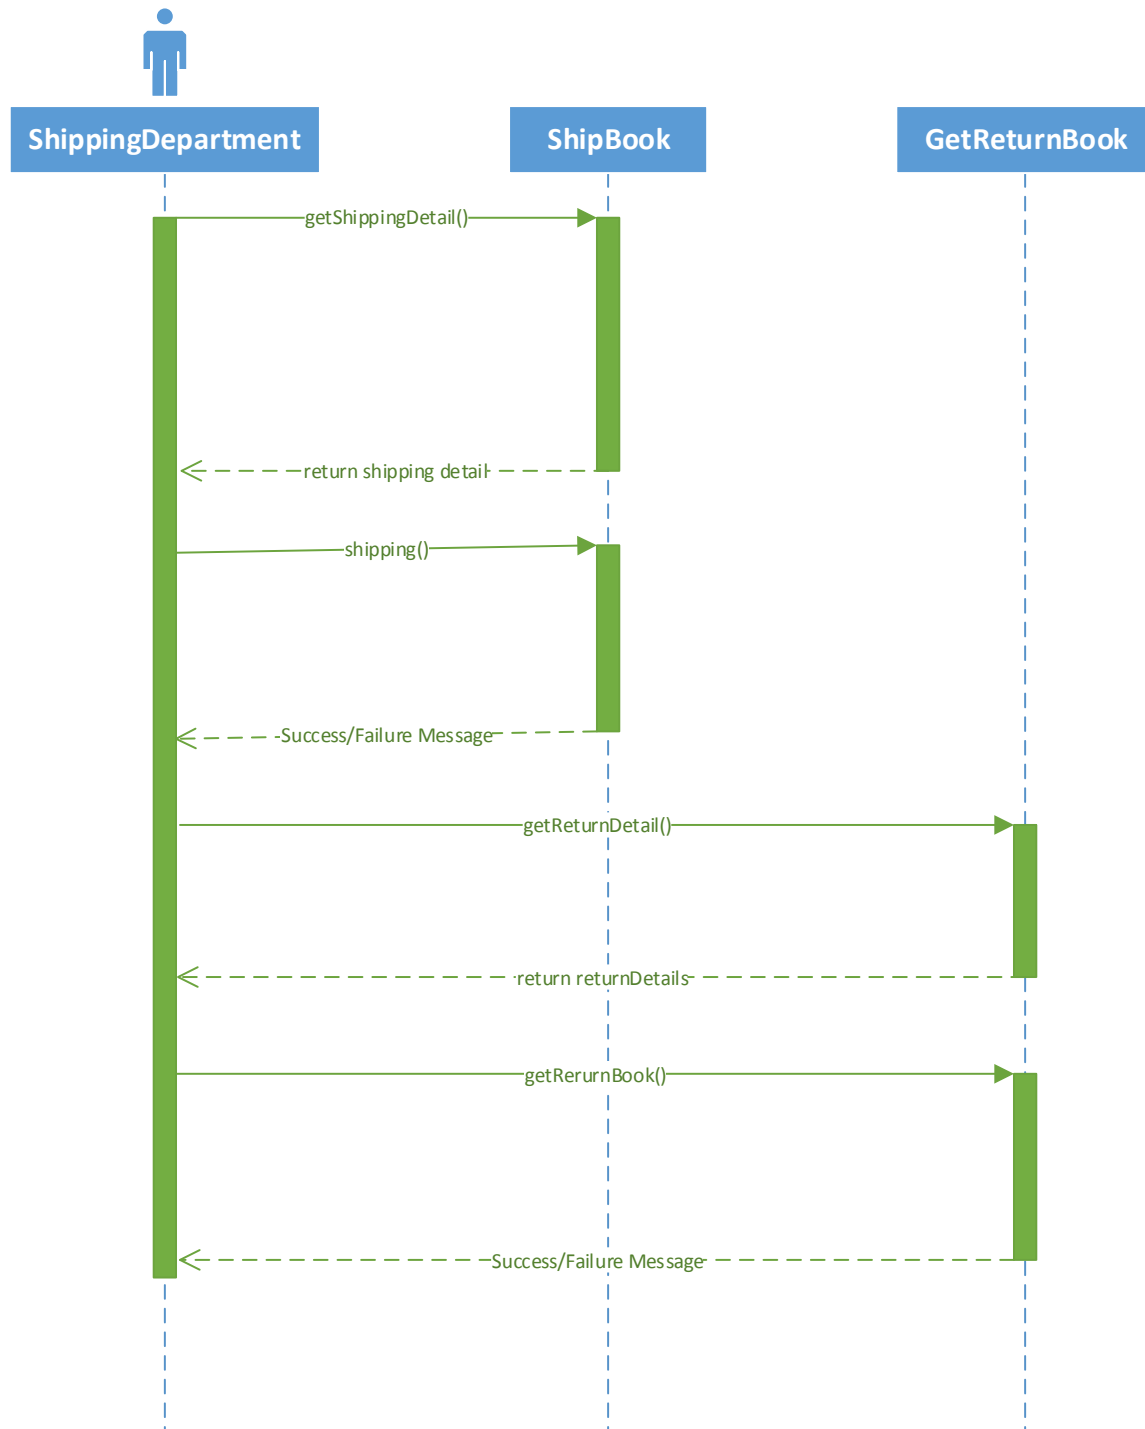 ShippingDepartment
ShipBook
GetReturnBook
getShippingDetail()
return shipping detail
shipping()
Success/Failure Message
getReturnDetail()
return returnDetails
getRerurnBook()
Success/Failure Message